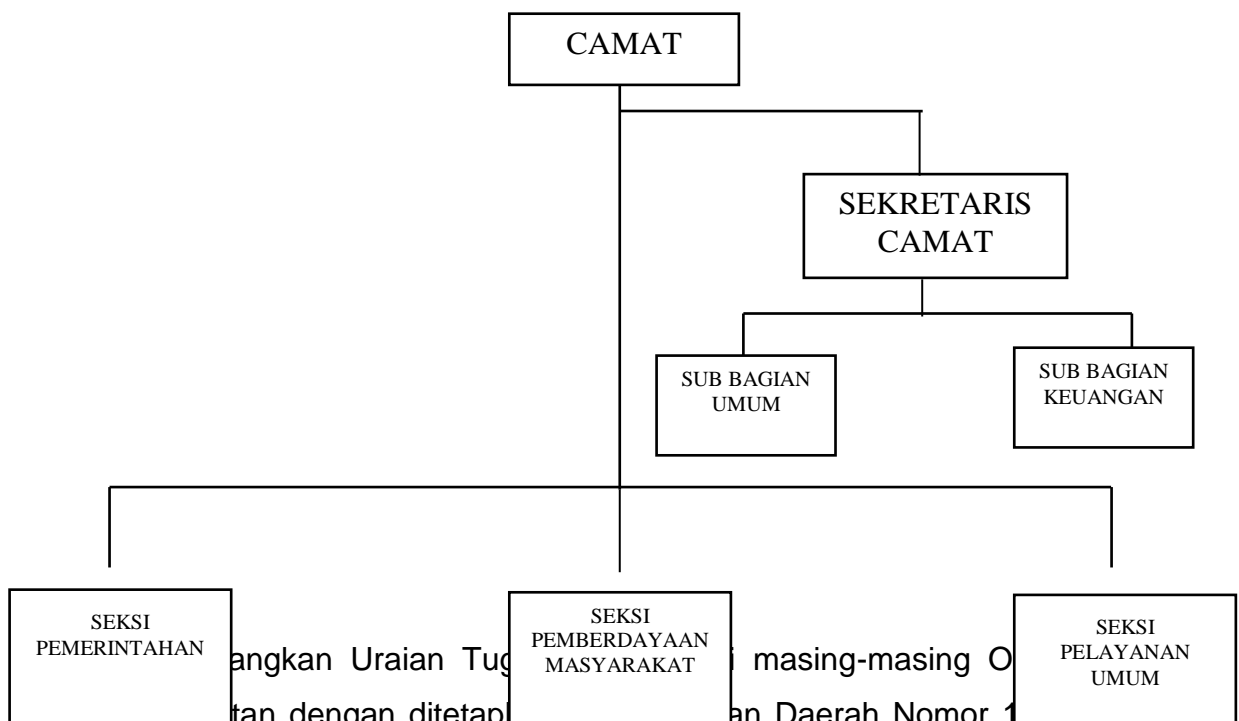 CAMAT
SEKRETARIS
CAMAT
SUB BAGIAN
UMUM
SUB BAGIAN
KEUANGAN
SEKSI
PEMERINTAHAN
SEKSI
PEMBERDAYAAN
MASYARAKAT
SEKSI
PELAYANAN
UMUM
angkan Uraian Tug i masing-masing O
tan dengan ditetap an Daerah Nomor 1